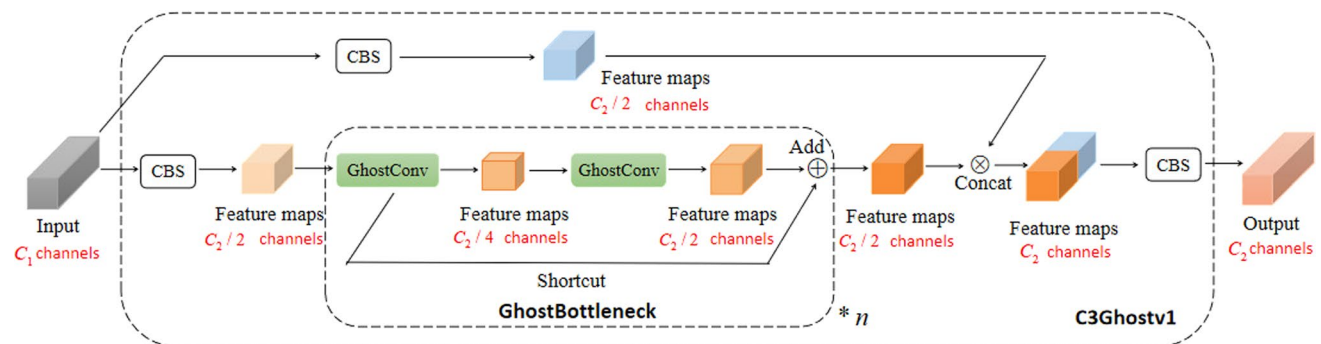 CBS
Feature maps
C₂ / 2 channels
Add
CBS
GhostConv
GhostConv
Concat
CBS
Input
C₁ channels
Feature maps
C₂ / 2 channels
Feature maps
C₂ / 4 channels
Feature maps
C₂ / 2 channels
Feature maps
C₂ / 2 channels
Feature maps
C₂ channels
Output
C₂ channels
Shortcut
GhostBottleneck
* n
C3Ghostv1